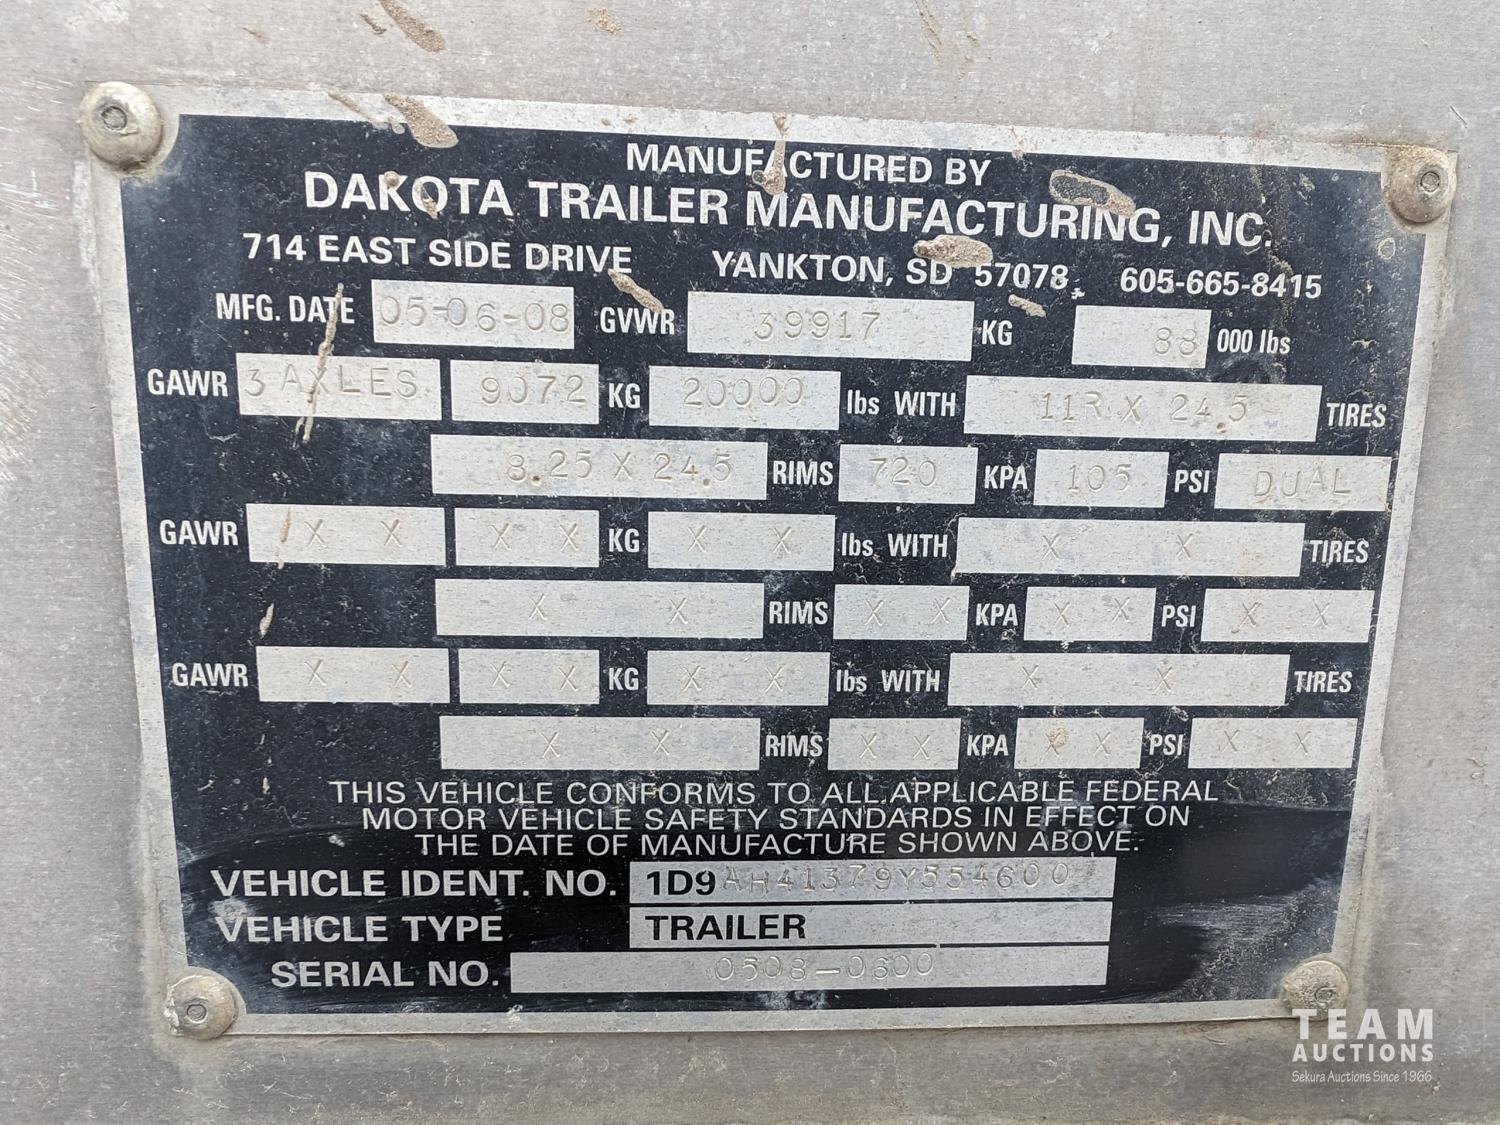 MANUFACTURED BY
DAKOTA TRAILER MANUFACTURING, INC.
714 EAST SIDE DRIVE YANKTON, SD 57078, 605-665-8415
MFG. DATE 05-06-08 GVWR 39917 KG 88 000 lbs
GAWR 3 AXLES 9072 KG 20000 lbs WITH 11R X 24.5 TIRES
8.25 X 24.5 RIMS 720 KPA 105 PSI DUAL
GAWR X X X X KG X X lbs WITH X X TIRES
X X RIMS X X KPA X X PSI X X
GAWR X X X X KG X X lbs WITH X X TIRES
X X RIMS X X KPA X X PSI X X
THIS VEHICLE CONFORMS TO ALL APPLICABLE FEDERAL
MOTOR VEHICLE SAFETY STANDARDS IN EFFECT ON
THE DATE OF MANUFACTURE SHOWN ABOVE.
VEHICLE IDENT. NO. 1D9AH41379Y554600
VEHICLE TYPE TRAILER
SERIAL NO. 0508-0600
TEAM
AUCTIONS
Sekura Auctions Since 1966